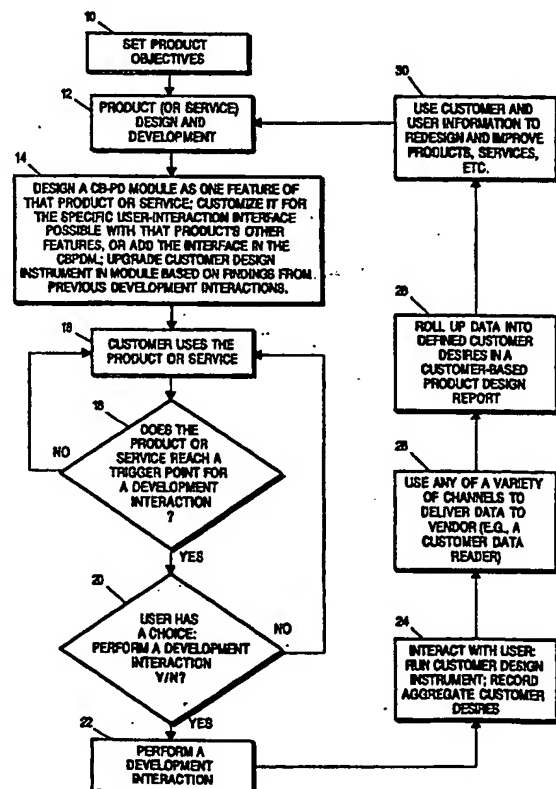 10
SET PRODUCT
OBJECTIVES
12
PRODUCT (OR SERVICE)
DESIGN AND
DEVELOPMENT
14
DESIGN A CB-PD MODULE AS ONE FEATURE OF
THAT PRODUCT OR SERVICE; CUSTOMIZE IT FOR
THE SPECIFIC USER-INTERACTION INTERFACE
POSSIBLE WITH THAT PRODUCT'S OTHER
FEATURES, OR ADD THE INTERFACE IN THE
CBPDM; UPGRADE CUSTOMER DESIGN
INSTRUMENT IN MODULE BASED ON FINDINGS FROM
PREVIOUS DEVELOPMENT INTERACTIONS.
CUSTOMER USES THE
PRODUCT OR SERVICE
18
DOES THE
PRODUCT OR
SERVICE REACH A
TRIGGER POINT FOR
A DEVELOPMENT
INTERACTION
?
NO
YES
20
USER HAS
A CHOICE:
PERFORM A DEVELOPMENT
INTERACTION
Y/N?
NO
YES
22
PERFORM A
DEVELOPMENT
INTERACTION
24
INTERACT WITH USER:
RUN CUSTOMER DESIGN
INSTRUMENT; RECORD
AGGREGATE CUSTOMER
DESIRES
USE ANY OF A VARIETY
OF CHANNELS TO
DELIVER DATA TO
VENDOR (E.G., A
CUSTOMER DATA
READER)
28
ROLL UP DATA INTO
DEFINED CUSTOMER
DESIRES IN A
CUSTOMER-BASED
PRODUCT DESIGN
REPORT
30
USE CUSTOMER AND
USER INFORMATION TO
REDESIGN AND IMPROVE
PRODUCTS, SERVICES,
ETC.